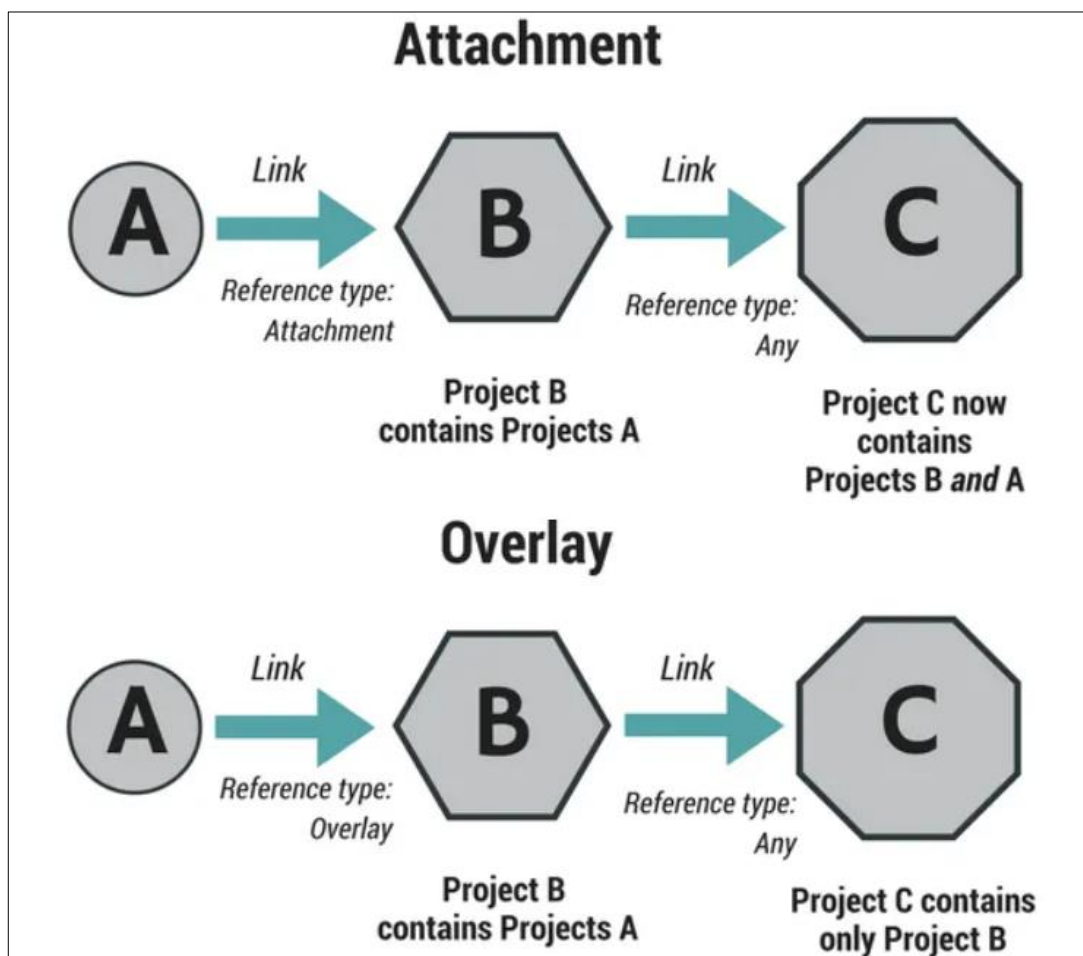 Attachment
Link
Link
A
B
C
Reference type:
Attachment
Reference type:
Any
Project B
contains Projects A
Project C now
contains
Projects B and A
Overlay
Link
Link
A
B
C
Reference type:
Overlay
Reference type:
Any
Project B
contains Projects A
Project C contains
only Project B